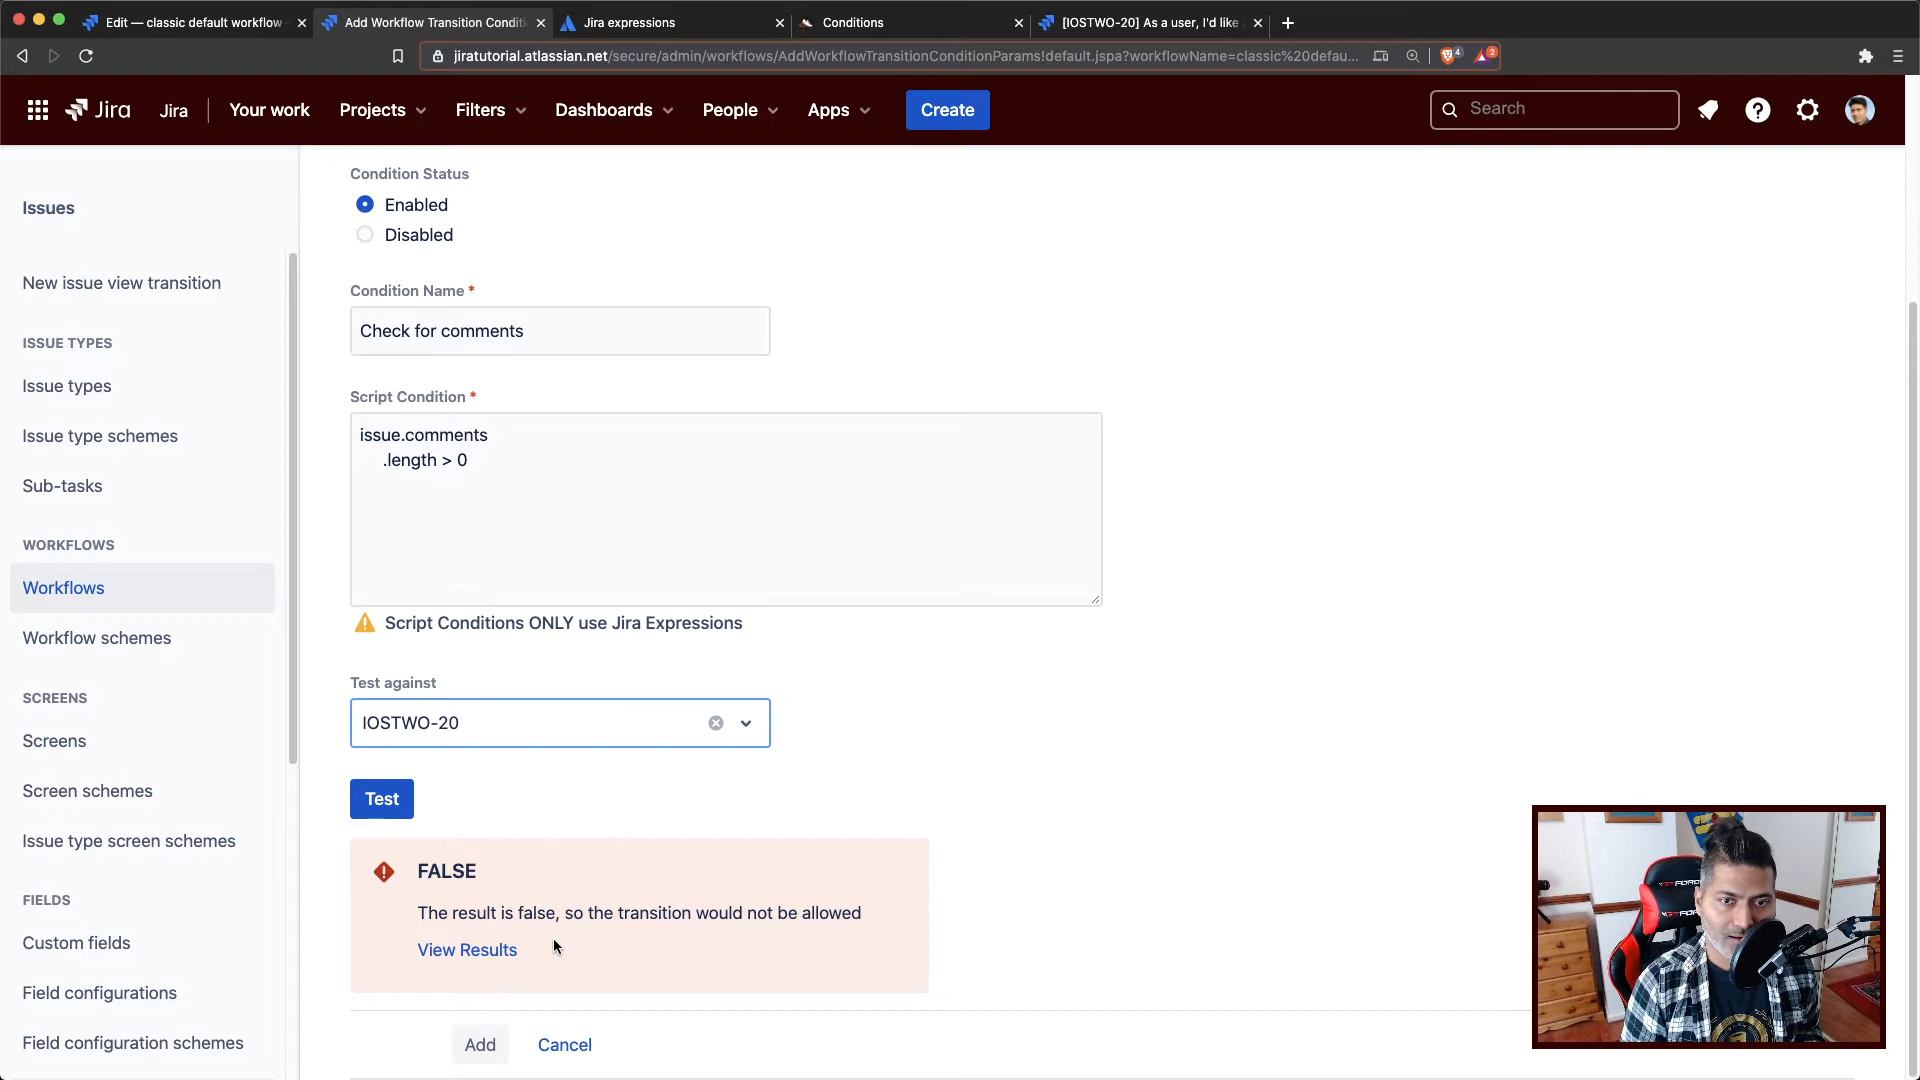 Edit — classic default workflow
Add Workflow Transition Conditi
Jira expressions
Conditions
[IOSTWO-20] As a user, I'd like
jiratutorial.atlassian.net/secure/admin/workflows/AddWorkflowTransitionConditionParams!default.jspa?workflowName=classic%20defau...
4
2
Jira
Jira
Your work
Projects
Filters
Dashboards
People
Apps
Create
Search
Issues
New issue view transition
ISSUE TYPES
Issue types
Issue type schemes
Sub-tasks
WORKFLOWS
Workflows
Workflow schemes
SCREENS
Screens
Screen schemes
Issue type screen schemes
FIELDS
Custom fields
Field configurations
Field configuration schemes
Condition Status
Enabled
Disabled
Condition Name *
Check for comments
Script Condition *
issue.comments
.length > 0
Script Conditions ONLY use Jira Expressions
Test against
IOSTWO-20
Test
FALSE
The result is false, so the transition would not be allowed
View Results
Add
Cancel